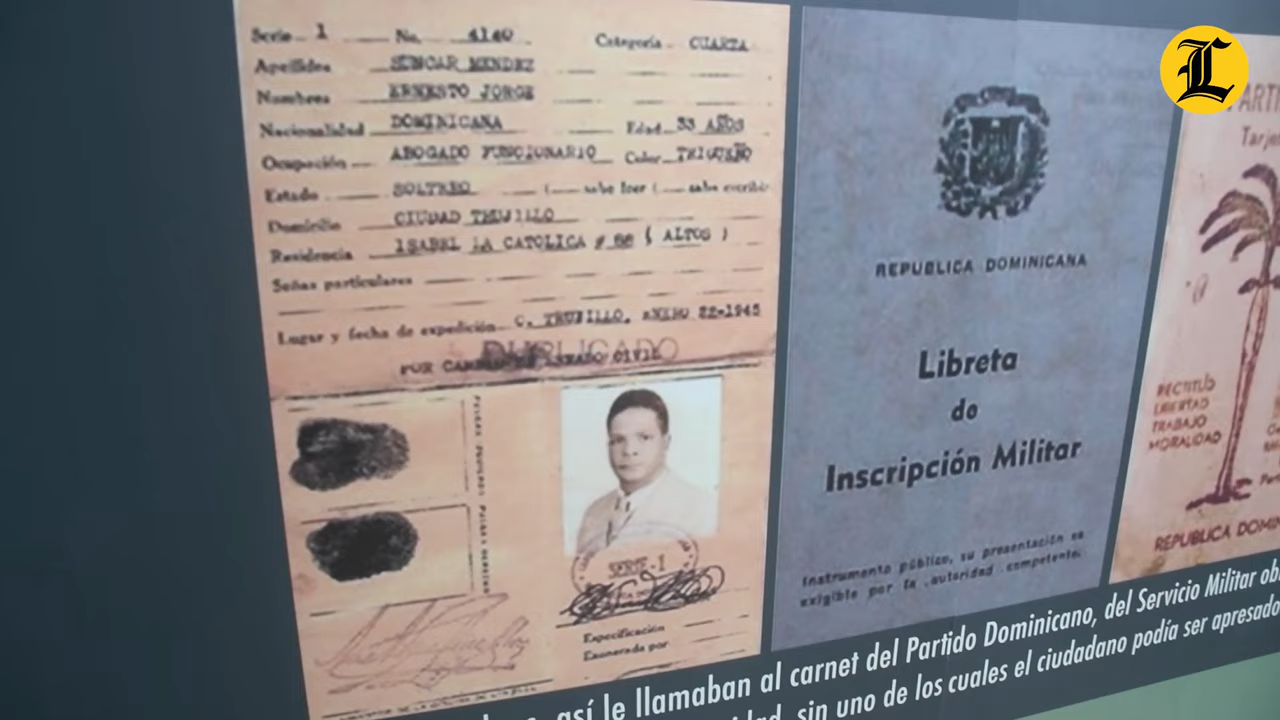 Serie 1 No. 4140 Categoría CUARTA
Apellidos SUNCAR MENDEZ
Nombres ERNESTO JORGE
Nacionalidad DOMINICANA Edad 33 AÑOS
Ocupación ABOGADO FUNCIONARIO Color TRIGUEÑO
Estado SOLTERO ( sabe leer ( sabe escribir
Domicilio CIUDAD TRUJILLO
Residencia ISABEL LA CATOLICA # 66 ( ALTOS )
Señas particulares
Lugar y fecha de expedición C. TRUJILLO, ENERO 22-1945
DUPLICADO
POR CAMBIO DE ESTADO CIVIL
SERIE-1
Especificación
Exonerada por
REPUBLICA DOMINICANA
Libreta
de
Inscripción Militar
Instrumento público, su presentación es
exigible por la autoridad competente.
L
PARTI
Tarje
RECTITUD
LIBERTAD
TRABAJO
MORALIDAD
REPUBLICA DOMIN
así le llamaban al carnet del Partido Dominicano, del Servicio Militar ob
sin uno de los cuales el ciudadano podía ser apresado